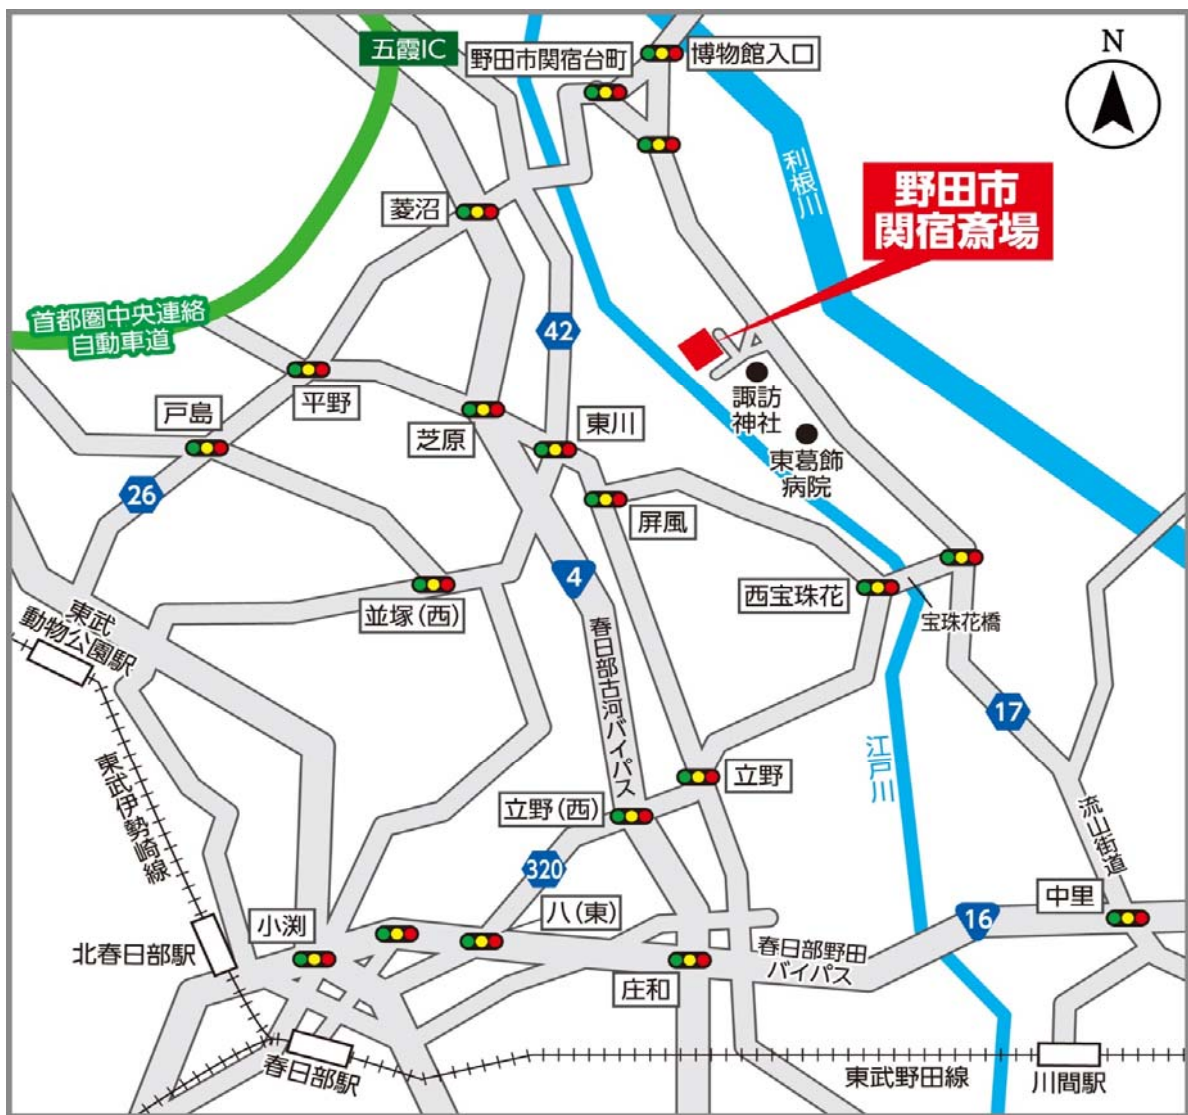 五霞IC
野田市関宿台町
博物館入口
N
利根川
野田市
関宿斎場
菱沼
首都圏中央連絡
自動車道
42
平野
諏訪
神社
戸島
芝原
東川
東葛飾
病院
26
屏風
4
西宝珠花
宝珠花橋
並塚(西)
東武
動物公園駅
春日部古河バイパス
17
江戸川
東武伊勢崎線
立野
立野(西)
流山街道
320
八(東)
小渕
16
中里
北春日部駅
春日部野田
バイパス
庄和
春日部駅
東武野田線
川間駅